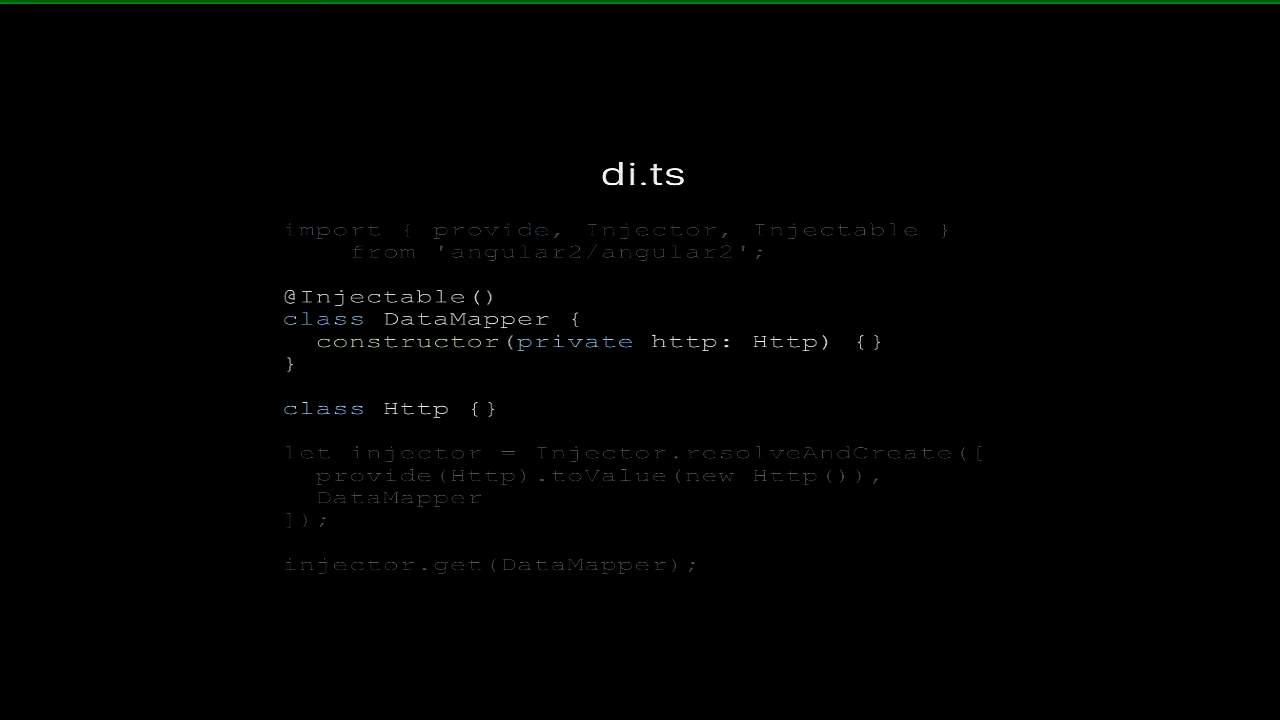 di.ts
import { provide, Injector, Injectable }
from 'angular2/angular2';
@Injectable()
class DataMapper {
constructor(private http: Http) {}
}
class Http {}
let injector = Injector.resolveAndCreate([
provide(Http).toValue(new Http()),
DataMapper
]);
injector.get(DataMapper);